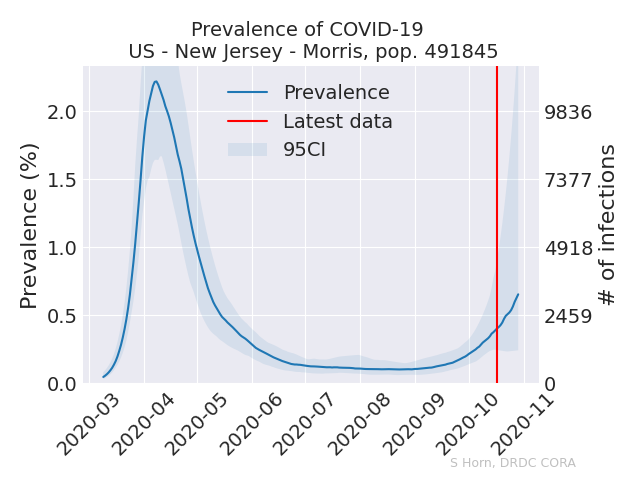 Prevalence of COVID-19
US - New Jersey - Morris, pop. 491845
Prevalence
Latest data
95CI
Prevalence (%)
2.0
1.5
1.0
0.5
0.0
9836
7377
4918
2459
0
# of infections
2020-03
2020-04
2020-05
2020-06
2020-07
2020-08
2020-09
2020-10
2020-11
S Horn, DRDC CORA